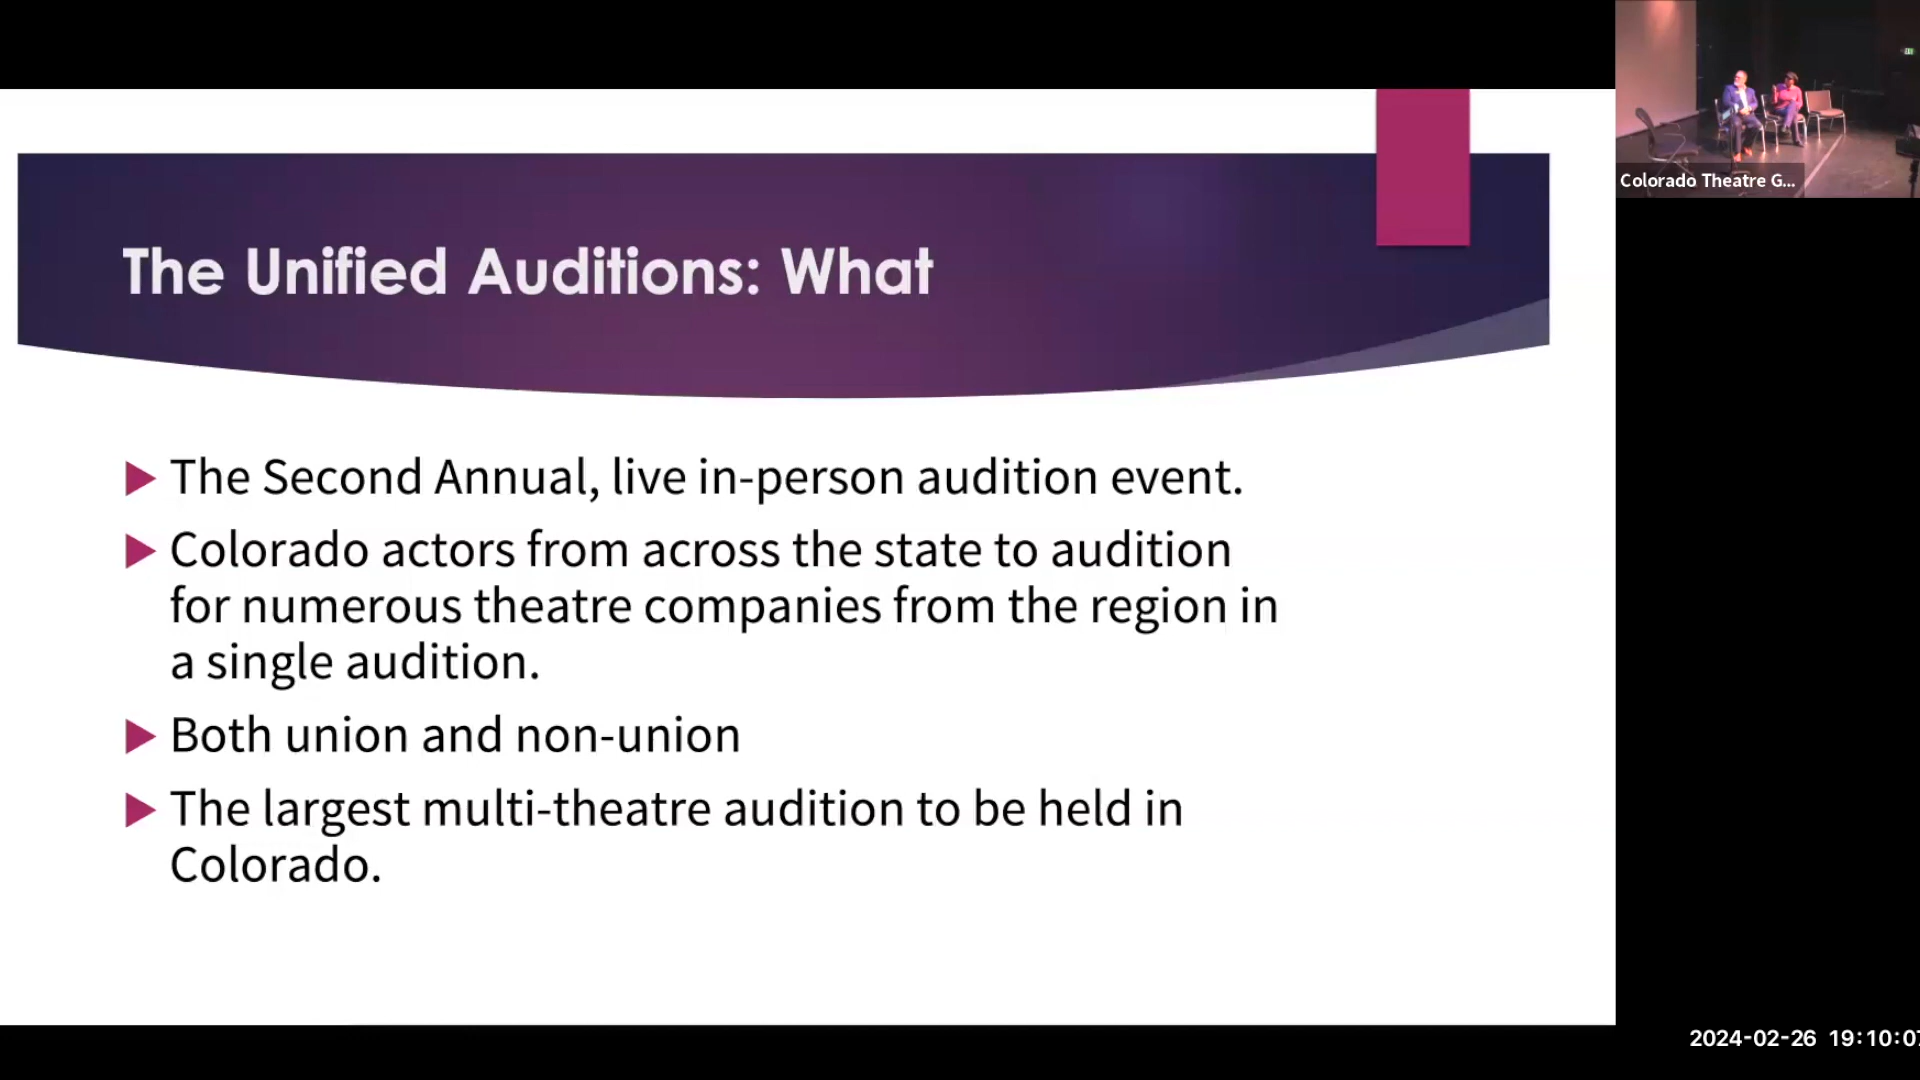 The Unified Auditions: What
The Second Annual, live in-person audition event.
Colorado actors from across the state to audition
for numerous theatre companies from the region in
a single audition.
Both union and non-union
The largest multi-theatre audition to be held in
Colorado.
Colorado Theatre G...
2024-02-26 19:10:07